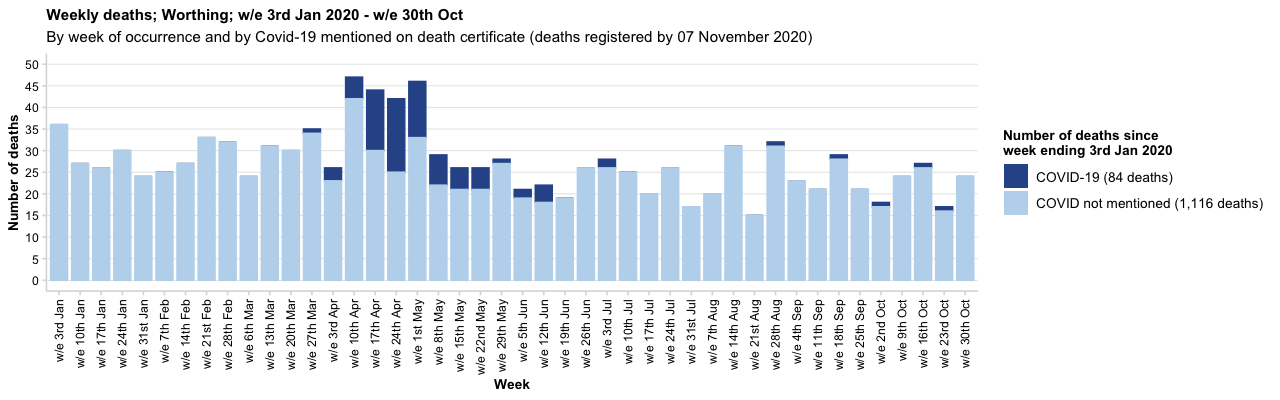 Weekly deaths; Worthing; w/e 3rd Jan 2020 - w/e 30th Oct
By week of occurrence and by Covid-19 mentioned on death certificate (deaths registered by 07 November 2020)
Number of deaths
50
45
40
35
30
25
20
15
10
5
0
w/e 3rd Jan
w/e 10th Jan
w/e 17th Jan
w/e 24th Jan
w/e 31st Jan
w/e 7th Feb
w/e 14th Feb
w/e 21st Feb
w/e 28th Feb
w/e 6th Mar
w/e 13th Mar
w/e 20th Mar
w/e 27th Mar
w/e 3rd Apr
w/e 10th Apr
w/e 17th Apr
w/e 24th Apr
w/e 1st May
w/e 8th May
w/e 15th May
w/e 22nd May
w/e 29th May
w/e 5th Jun
w/e 12th Jun
w/e 19th Jun
w/e 26th Jun
w/e 3rd Jul
w/e 10th Jul
w/e 17th Jul
w/e 24th Jul
w/e 31st Jul
w/e 7th Aug
w/e 14th Aug
w/e 21st Aug
w/e 28th Aug
w/e 4th Sep
w/e 11th Sep
w/e 18th Sep
w/e 25th Sep
w/e 2nd Oct
w/e 9th Oct
w/e 16th Oct
w/e 23rd Oct
w/e 30th Oct
Week
Number of deaths since
week ending 3rd Jan 2020
COVID-19 (84 deaths)
COVID not mentioned (1,116 deaths)